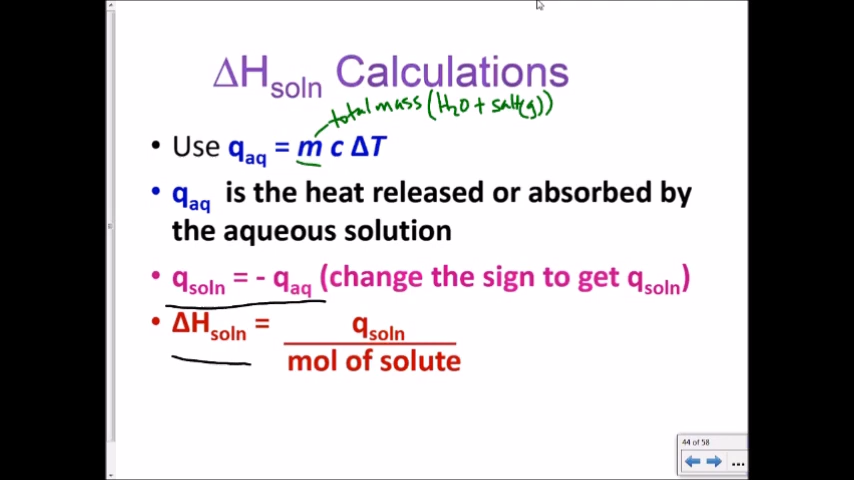 ΔHsoln Calculations
total mass (H2O + salt(g))
• Use qaq = m c ΔT
• qaq is the heat released or absorbed by
the aqueous solution
• qsoln = - qaq (change the sign to get qsoln)
• ΔHsoln = qsoln
mol of solute
44 of 58
...